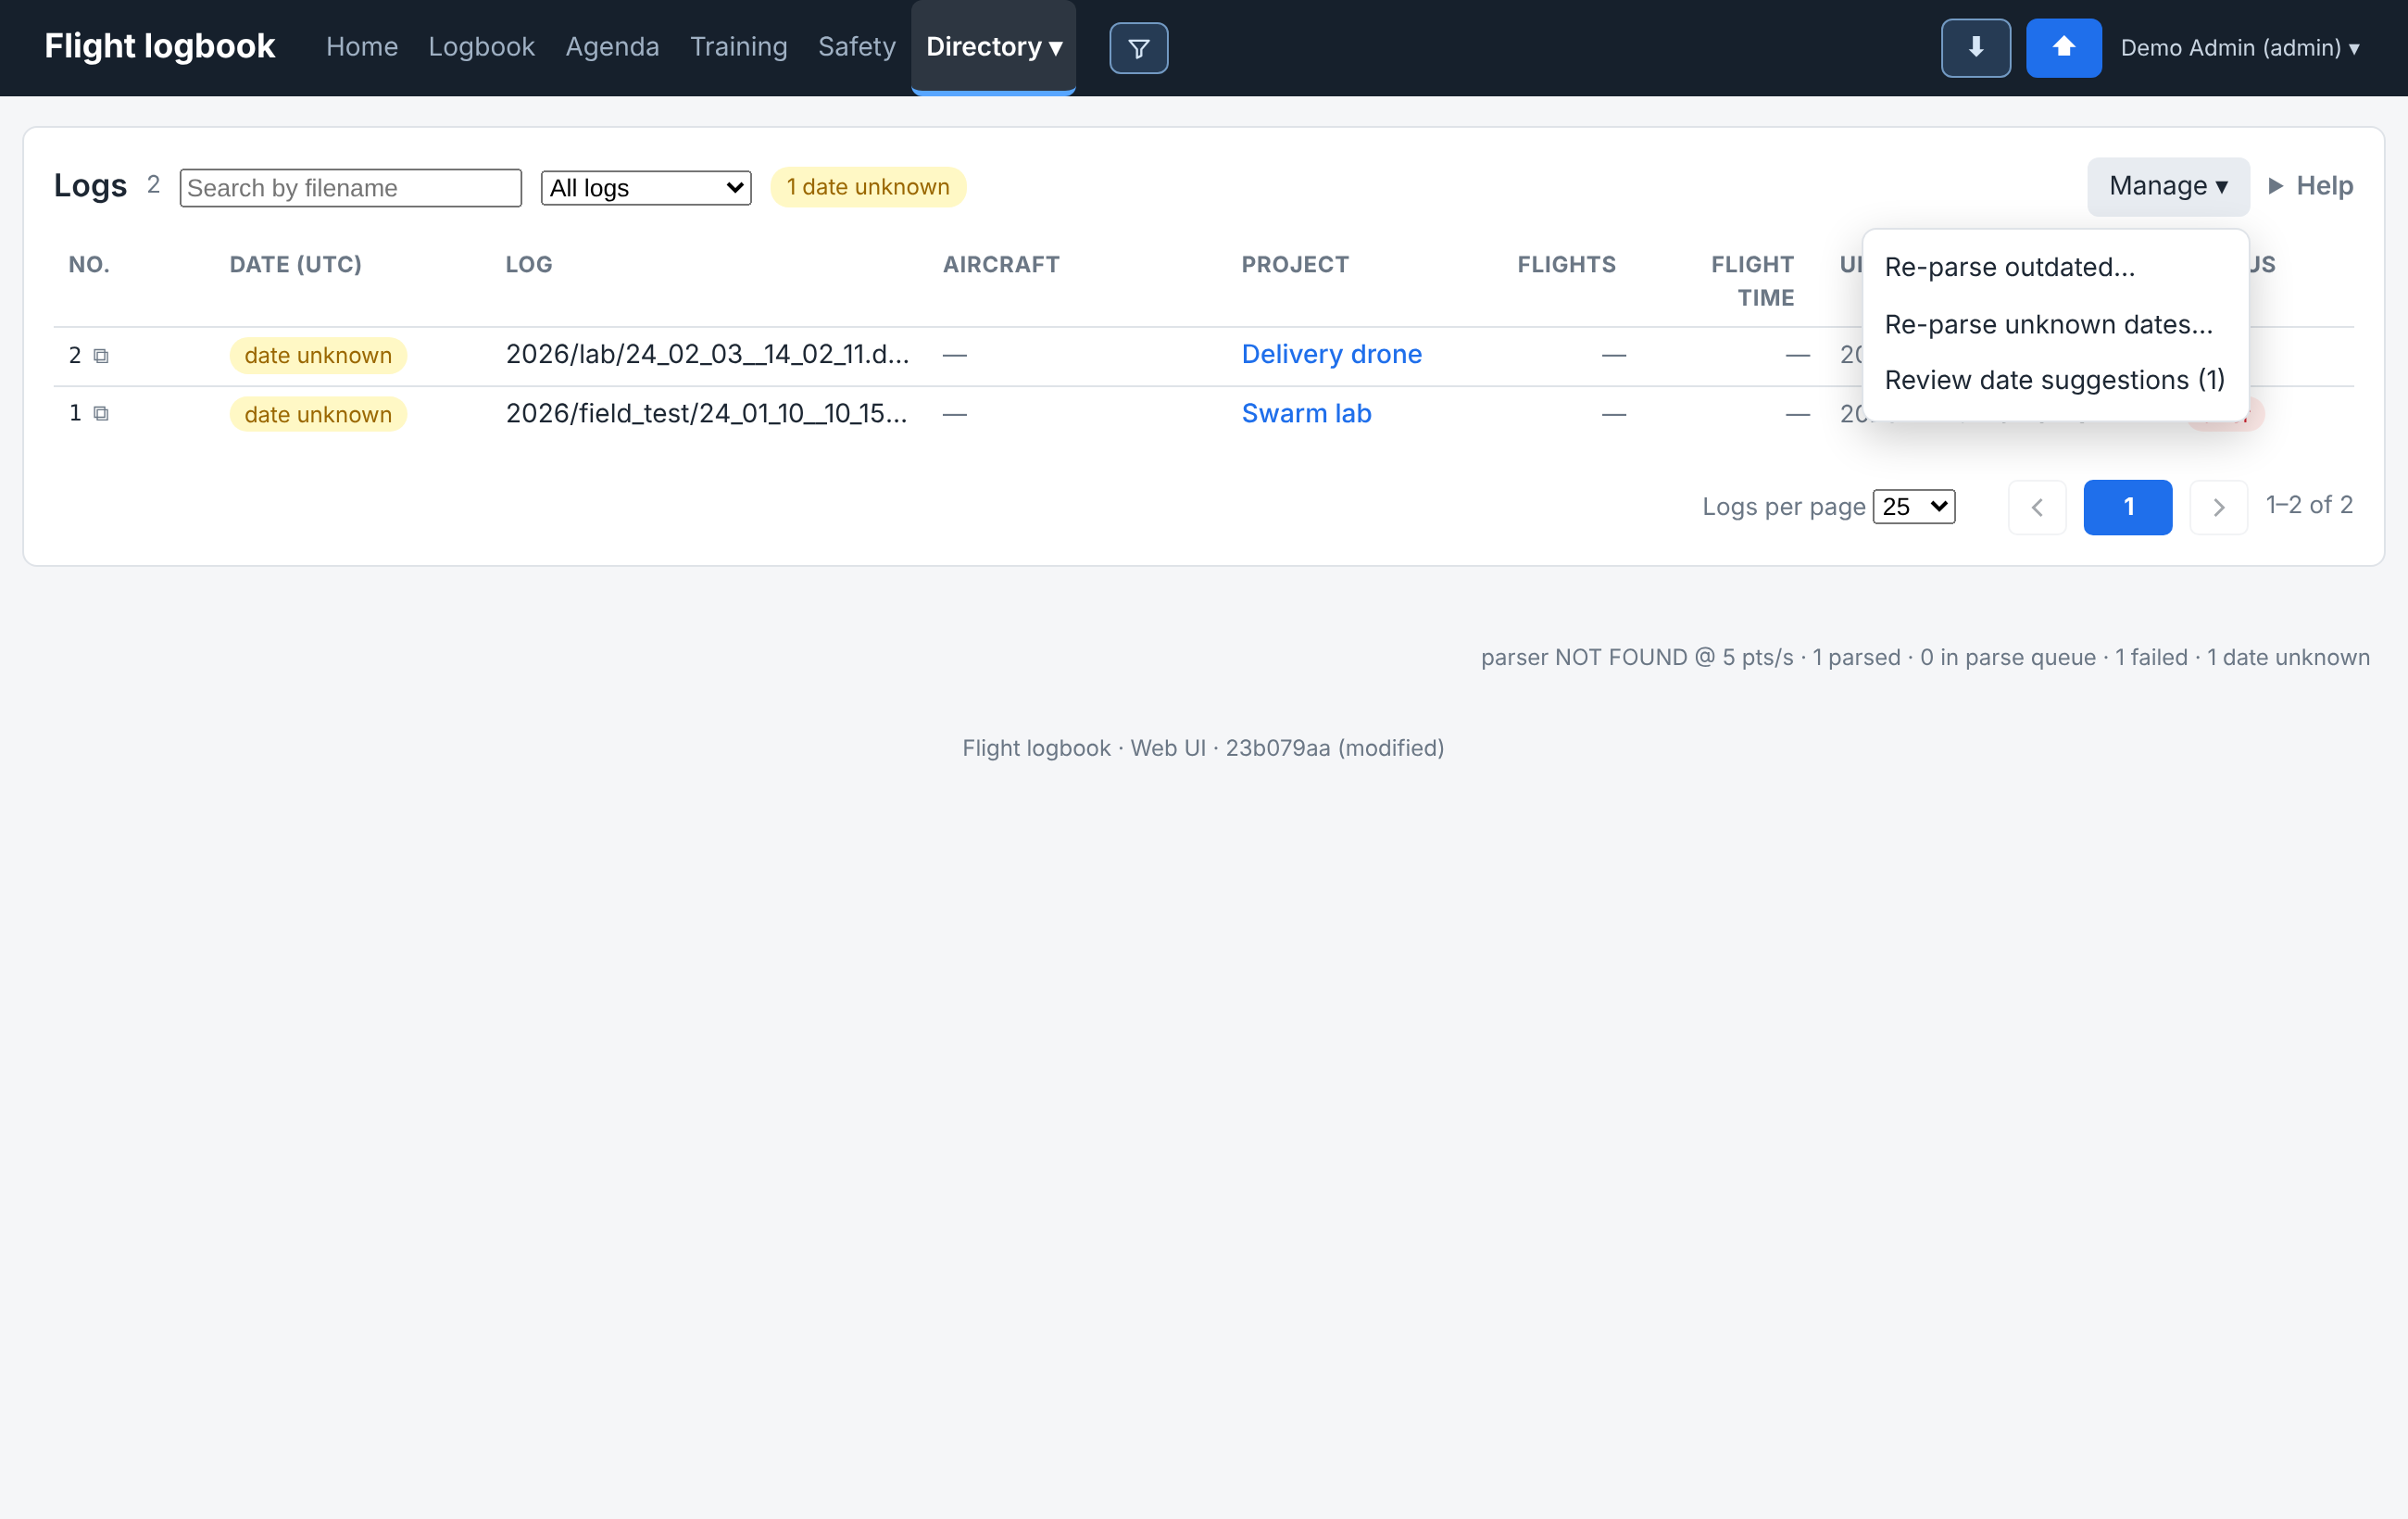 Flight logbook Home Logbook Agenda Training Safety Directory ▾ Demo Admin (admin) ▾
Logs 2 Search by filename All logs 1 date unknown Manage ▾ ▶ Help
NO. DATE (UTC) LOG AIRCRAFT PROJECT FLIGHTS FLIGHT TIME
Re-parse outdated...
Re-parse unknown dates...
Review date suggestions (1)
2 date unknown 2026/lab/24_02_03__14_02_11.d... — Delivery drone — —
1 date unknown 2026/field_test/24_01_10__10_15... — Swarm lab — —
Logs per page 25 1 1–2 of 2
parser NOT FOUND @ 5 pts/s · 1 parsed · 0 in parse queue · 1 failed · 1 date unknown
Flight logbook · Web UI · 23b079aa (modified)